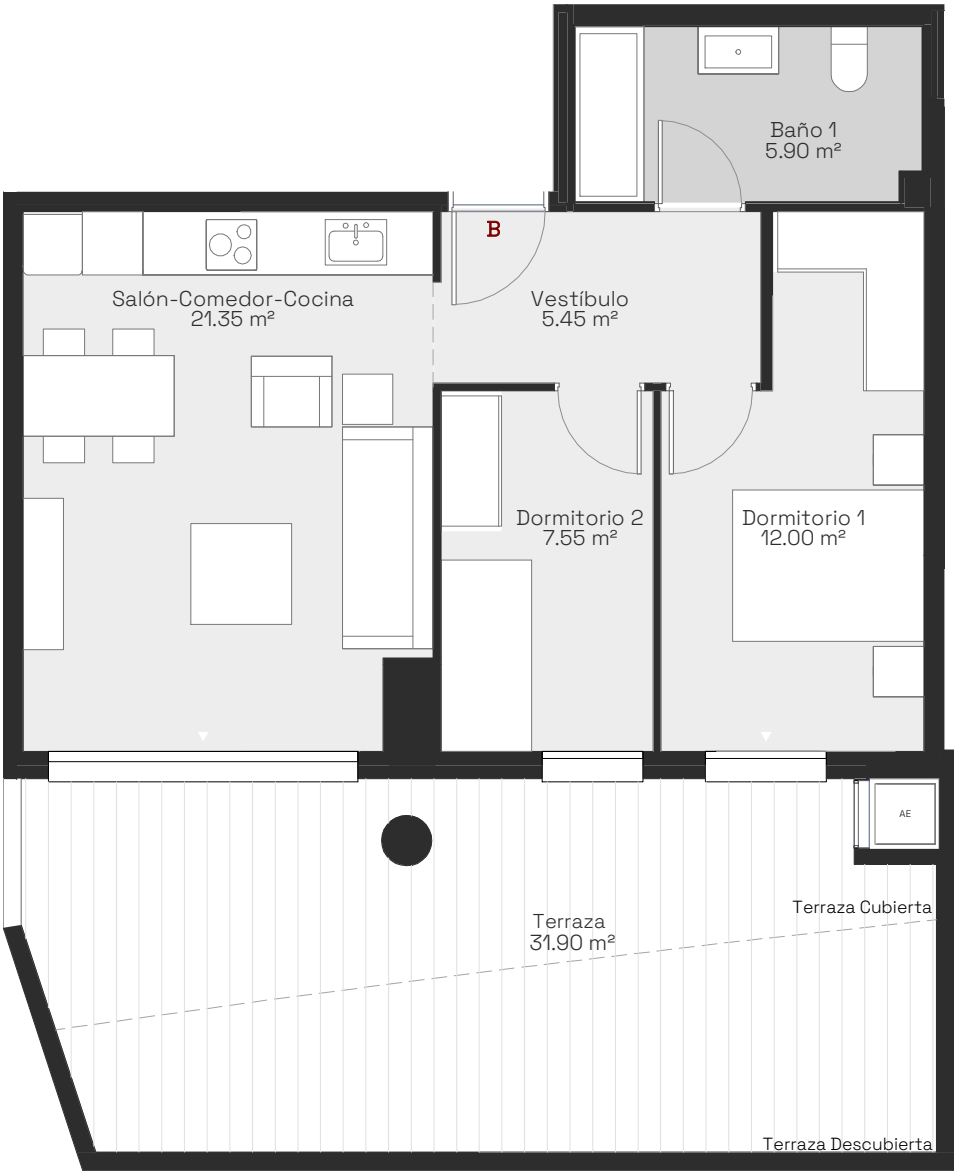 Baño 1
5.90 m²
B
Salón-Comedor-Cocina
21.35 m²
Vestíbulo
5.45 m²
Dormitorio 2
7.55 m²
Dormitorio 1
12.00 m²
AE
Terraza Cubierta
Terraza
31.90 m²
Terraza Descubierta